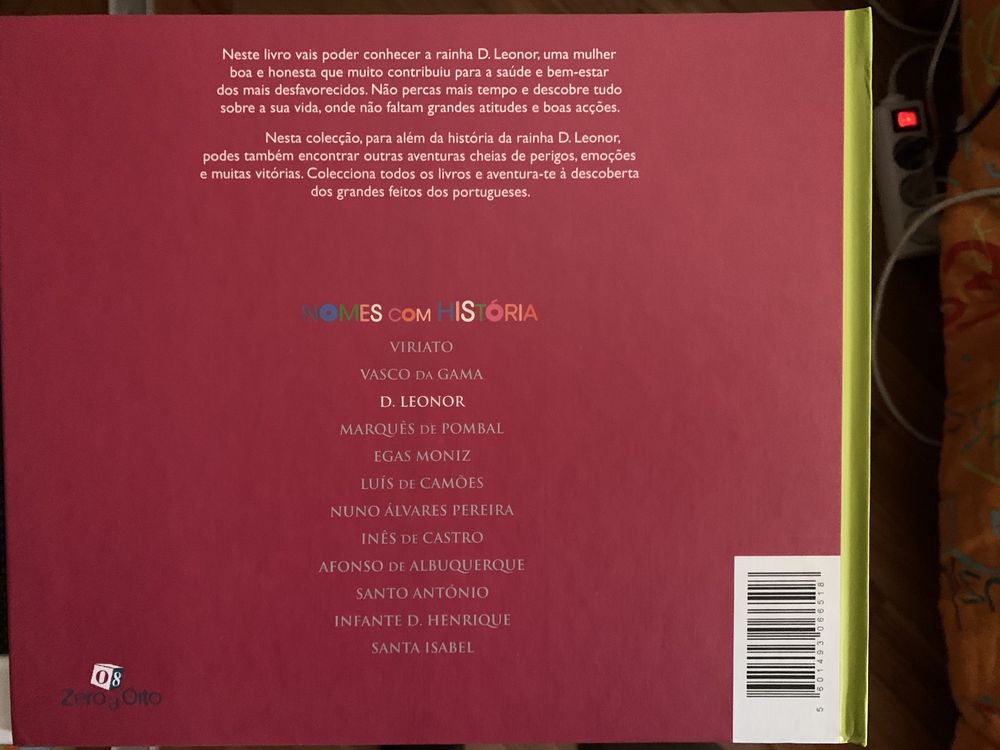 Neste livro vais poder conhecer a rainha D. Leonor, uma mulher
boa e honesta que muito contribuiu para a saúde e bem-estar
dos mais desfavorecidos. Não percas mais tempo e descobre tudo
sobre a sua vida, onde não faltam grandes atitudes e boas acções.
Nesta colecção, para além da história da rainha D. Leonor,
podes também encontrar outras aventuras cheias de perigos, emoções
e muitas vitórias. Colecciona todos os livros e aventura-te à descoberta
dos grandes feitos dos portugueses.
NOMES COM HISTÓRIA
VIRIATO
VASCO DA GAMA
D. LEONOR
MARQUÊS DE POMBAL
EGAS MONIZ
LUÍS DE CAMÕES
NUNO ÁLVARES PEREIRA
INÊS DE CASTRO
AFONSO DE ALBUQUERQUE
SANTO ANTÓNIO
INFANTE D. HENRIQUE
SANTA ISABEL
08
Zero a Oito
5 601493 066518